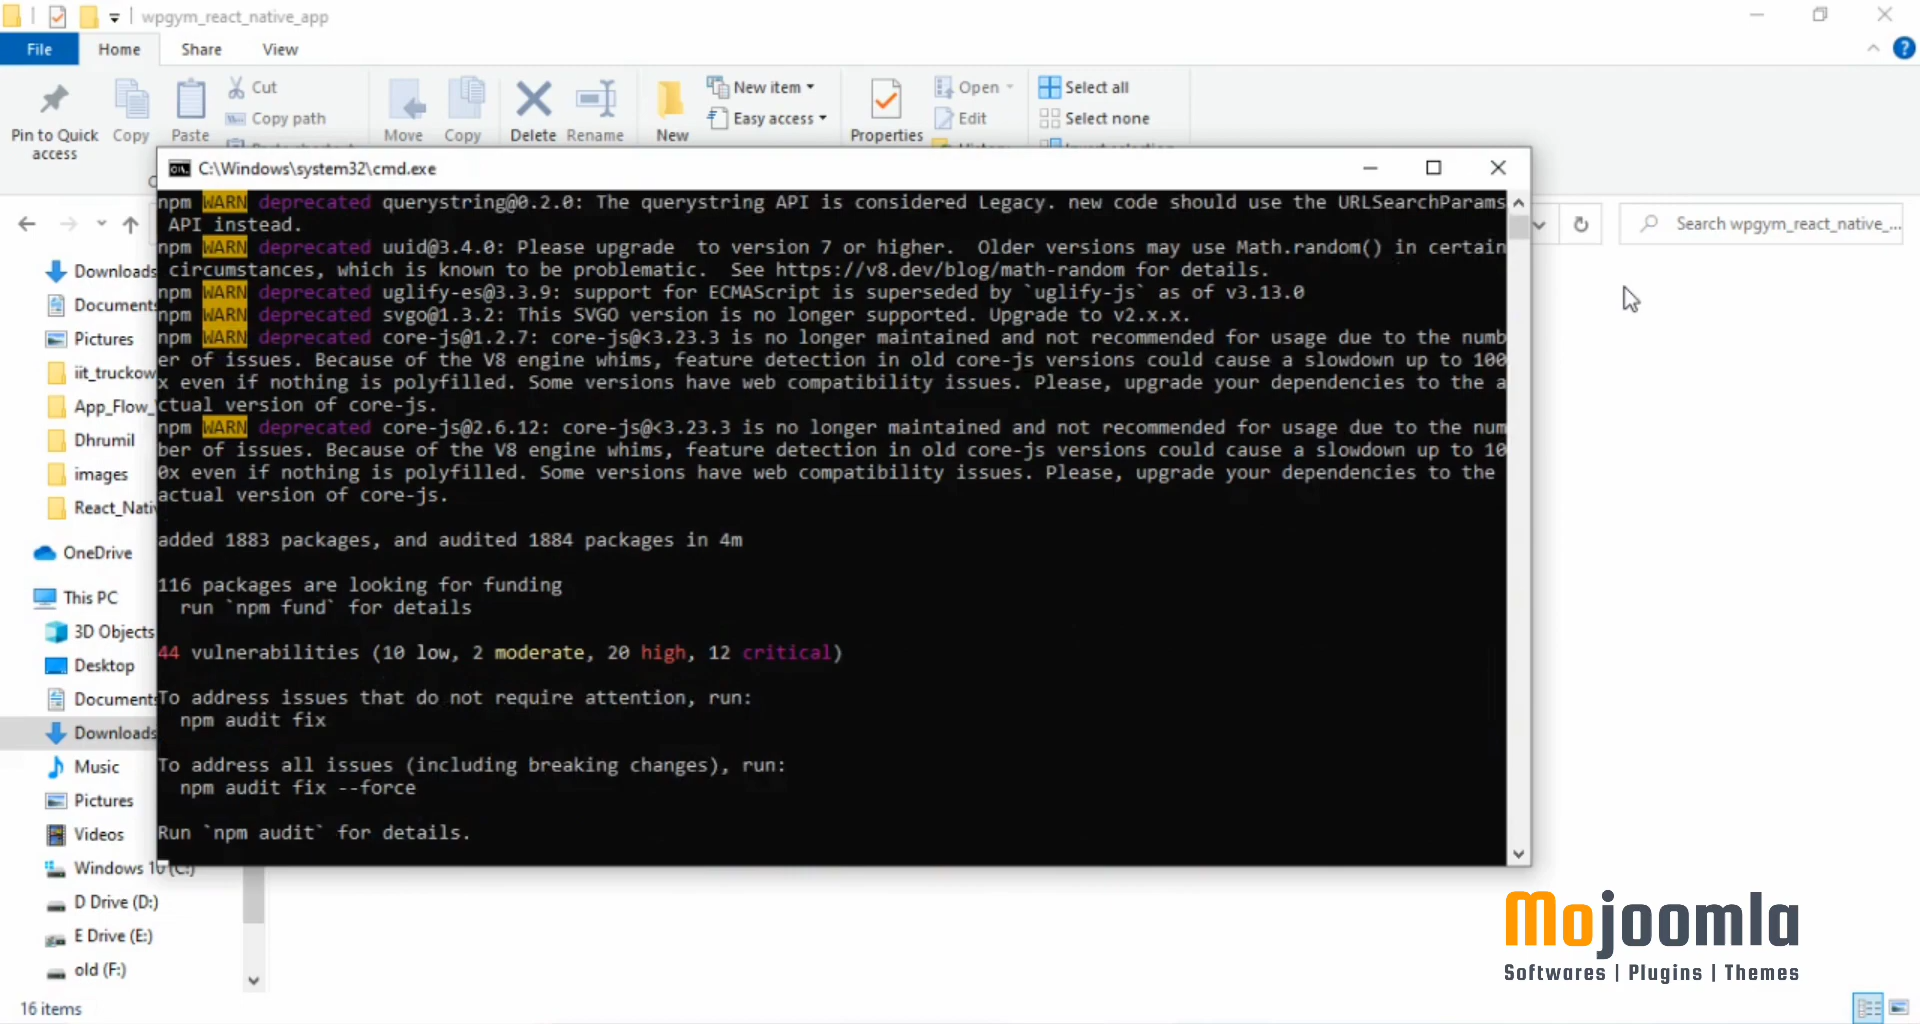 wpgym_react_native_app
File
Home
Share
View
Pin to Quick
access
Copy
Paste
Cut
Copy path
Move
Copy
Delete
Rename
New
New item
Easy access
Properties
Open
Edit
Select all
Select none
C:\Windows\system32\cmd.exe
npm WARN deprecated querystring@0.2.0: The querystring API is considered Legacy. new code should use the URLSearchParams
API instead.
npm WARN deprecated uuid@3.4.0: Please upgrade  to version 7 or higher.  Older versions may use Math.random() in certain
circumstances, which is known to be problematic.  See https://v8.dev/blog/math-random for details.
npm WARN deprecated uglify-es@3.3.9: support for ECMAScript is superseded by `uglify-js` as of v3.13.0
npm WARN deprecated svgo@1.3.2: This SVGO version is no longer supported. Upgrade to v2.x.x.
npm WARN deprecated core-js@1.2.7: core-js@<3.23.3 is no longer maintained and not recommended for usage due to the numb
er of issues. Because of the V8 engine whims, feature detection in old core-js versions could cause a slowdown up to 100
x even if nothing is polyfilled. Some versions have web compatibility issues. Please, upgrade your dependencies to the a
ctual version of core-js.
npm WARN deprecated core-js@2.6.12: core-js@<3.23.3 is no longer maintained and not recommended for usage due to the num
ber of issues. Because of the V8 engine whims, feature detection in old core-js versions could cause a slowdown up to 10
0x even if nothing is polyfilled. Some versions have web compatibility issues. Please, upgrade your dependencies to the
actual version of core-js.
added 1883 packages, and audited 1884 packages in 4m
116 packages are looking for funding
run `npm fund` for details
44 vulnerabilities (10 low, 2 moderate, 20 high, 12 critical)
To address issues that do not require attention, run:
npm audit fix
To address all issues (including breaking changes), run:
npm audit fix --force
Run `npm audit` for details.
Search wpgym_react_native_...
Downloads
Document
Pictures
iit_truckow
App_Flow_
Dhrumil
images
React_Nati
OneDrive
This PC
3D Objects
Desktop
Document
Downloads
Music
Pictures
Videos
Windows 10 (C:)
D Drive (D:)
E Drive (E:)
old (F:)
16 items
Mojoomla
Softwares | Plugins | Themes